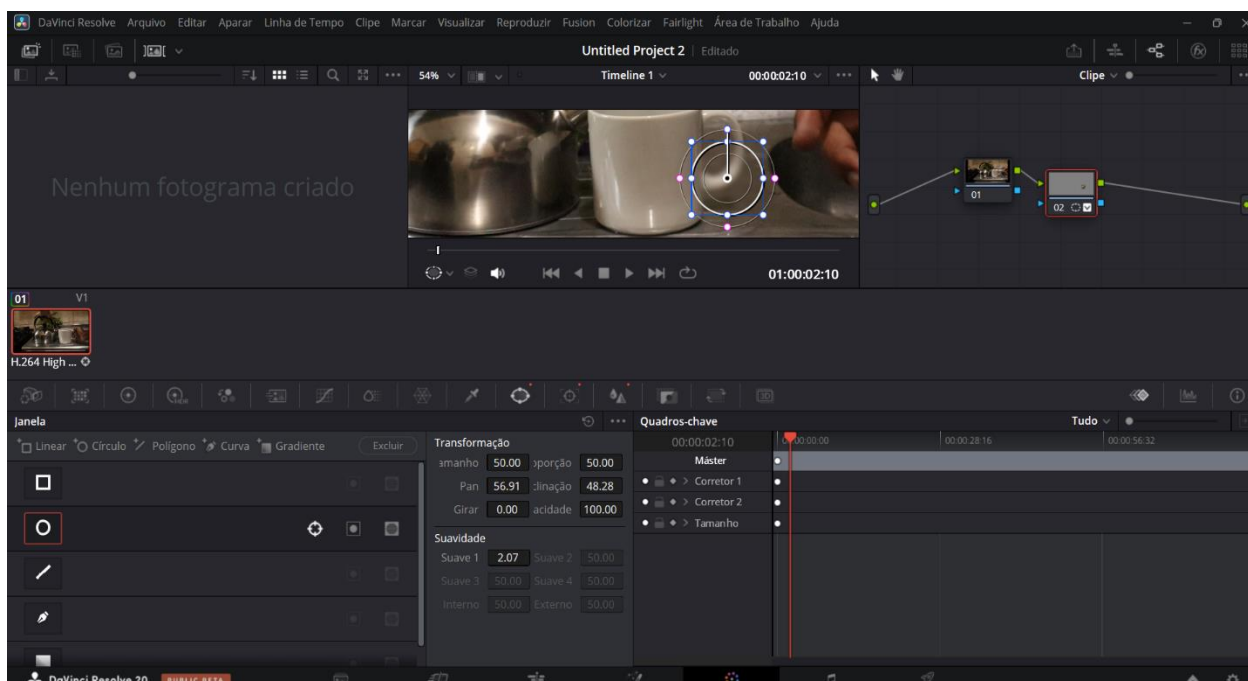 DaVinci Resolve Arquivo Editar Aparar Linha de Tempo Clipe Marcar Visualizar Reproduzir Fusion Colorizar Fairlight Área de Trabalho Ajuda
Untitled Project 2 | Editado
54% Timeline 1 00:00:02:10 Clipe
Nenhum fotograma criado
01
02
01:00:02:10
01 V1
H.264 High ...
Janela
Linear Círculo Polígono Curva Gradiente Excluir
Transformação
amanho 50.00 oporção 50.00
Pan 56.91 clinação 48.28
Girar 0.00 acidade 100.00
Suavidade
Suave 1 2.07 Suave 2 50.00
Suave 3 50.00 Suave 4 50.00
Interno 50.00 Externo 50.00
Quadros-chave Tudo
00:00:02:10 00:00:00 00:00:28:16 00:00:56:32
Máster
Corretor 1
Corretor 2
Tamanho
DaVinci Resolve 20 PUBLIC BETA